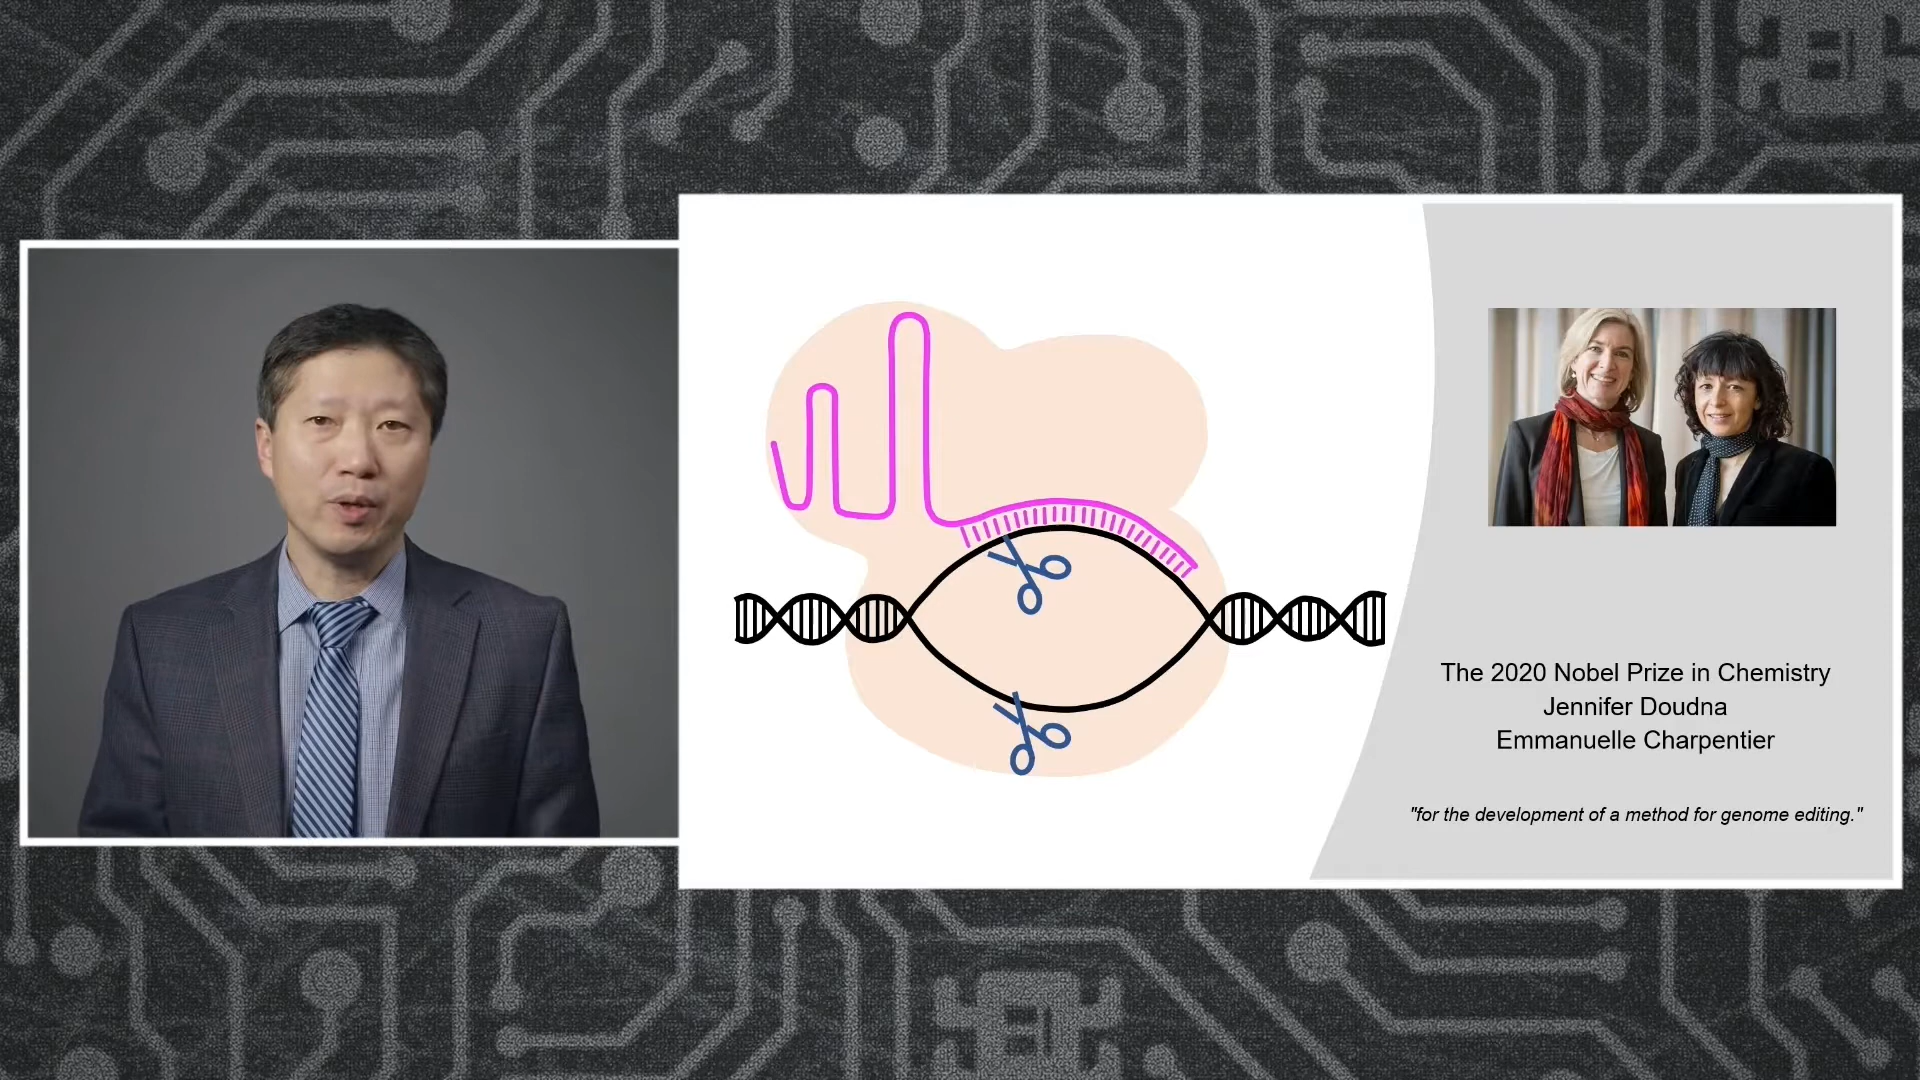 The 2020 Nobel Prize in Chemistry
Jennifer Doudna
Emmanuelle Charpentier
"for the development of a method for genome editing."